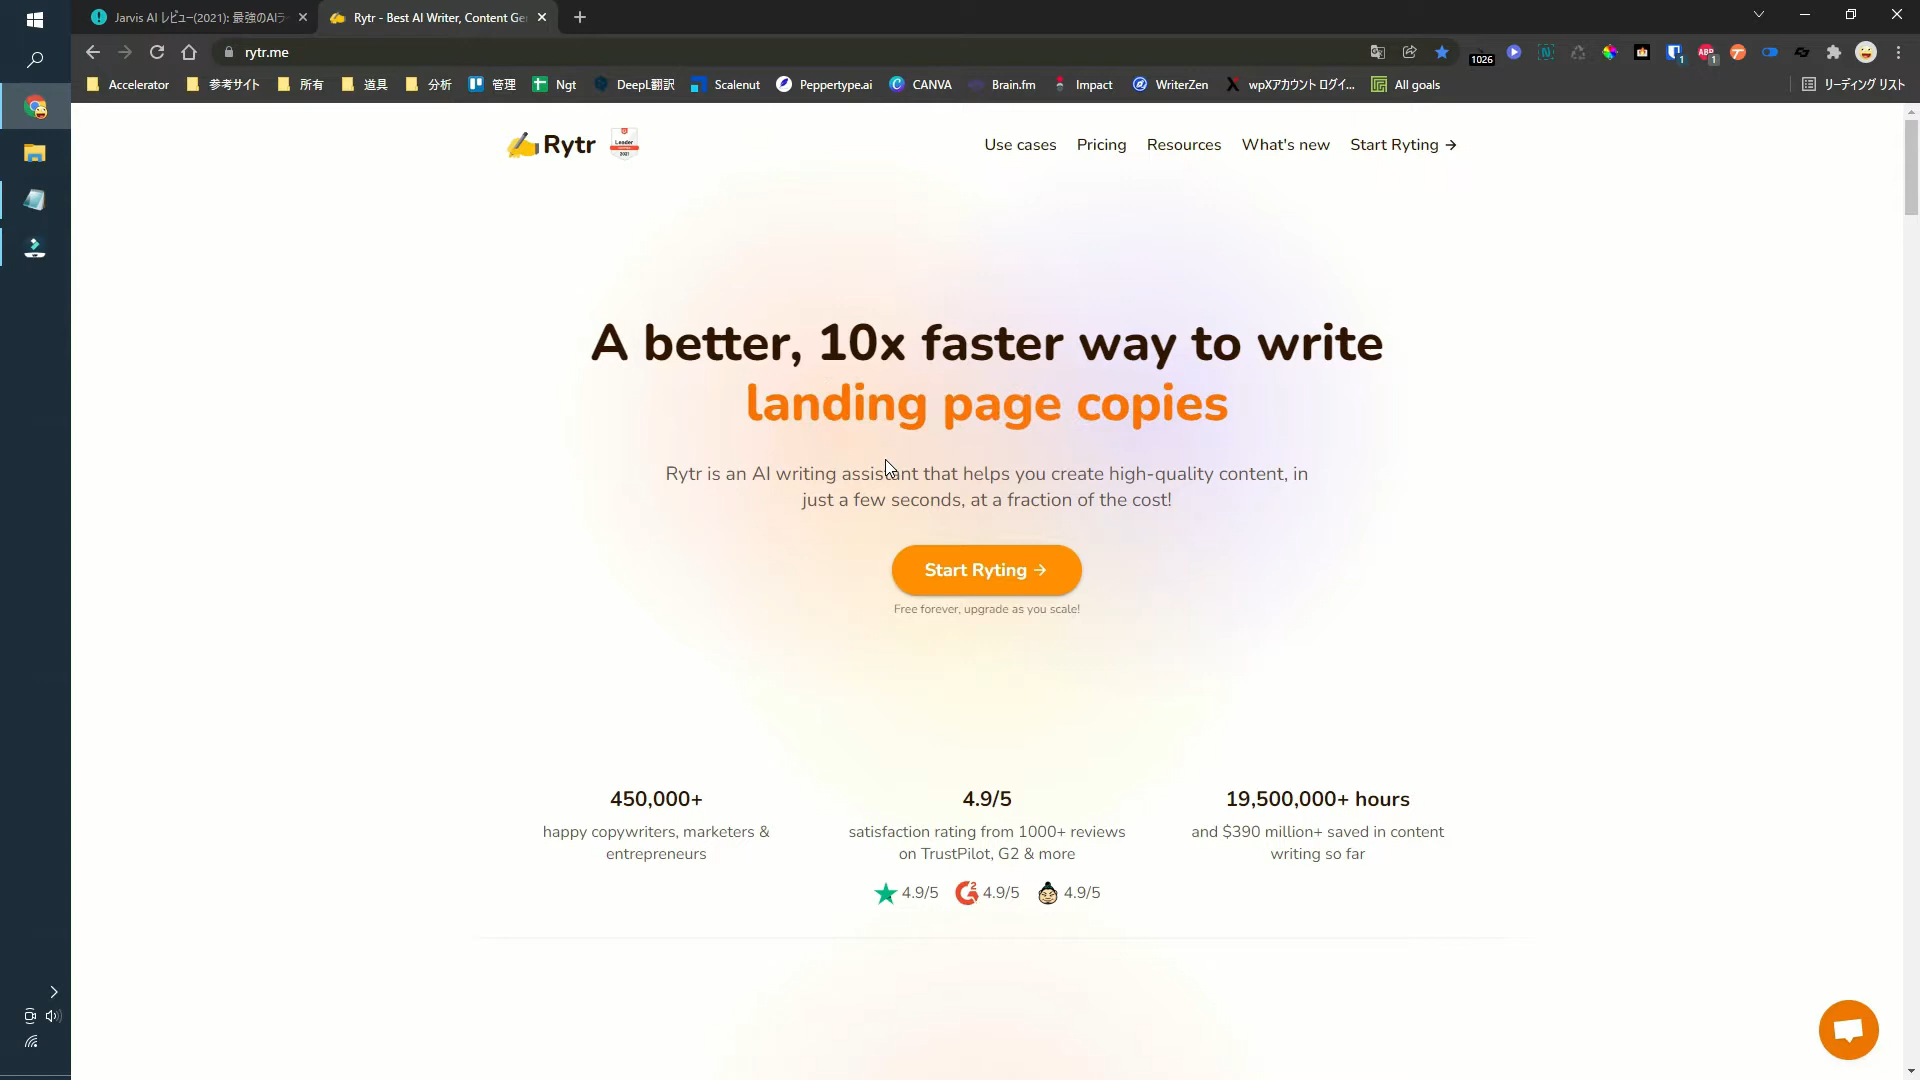 Jarvis AI レビュー(2021): 最強のAIラ
Rytr - Best AI Writer, Content Ge
rytr.me
1026
1
ABP
1
Accelerator
参考サイト
所有
道具
分析
管理
Ngt
DeepL翻訳
Scalenut
Peppertype.ai
CANVA
Brain.fm
Impact
WriterZen
wpXアカウント ログイ...
All goals
リーディング リスト
Rytr
Leader
2021
Use cases
Pricing
Resources
What's new
Start Ryting →
A better, 10x faster way to write
landing page copies
Rytr is an AI writing assistant that helps you create high-quality content, in
just a few seconds, at a fraction of the cost!
Start Ryting →
Free forever, upgrade as you scale!
450,000+
happy copywriters, marketers &
entrepreneurs
4.9/5
satisfaction rating from 1000+ reviews
on TrustPilot, G2 & more
4.9/5
4.9/5
4.9/5
19,500,000+ hours
and $390 million+ saved in content
writing so far